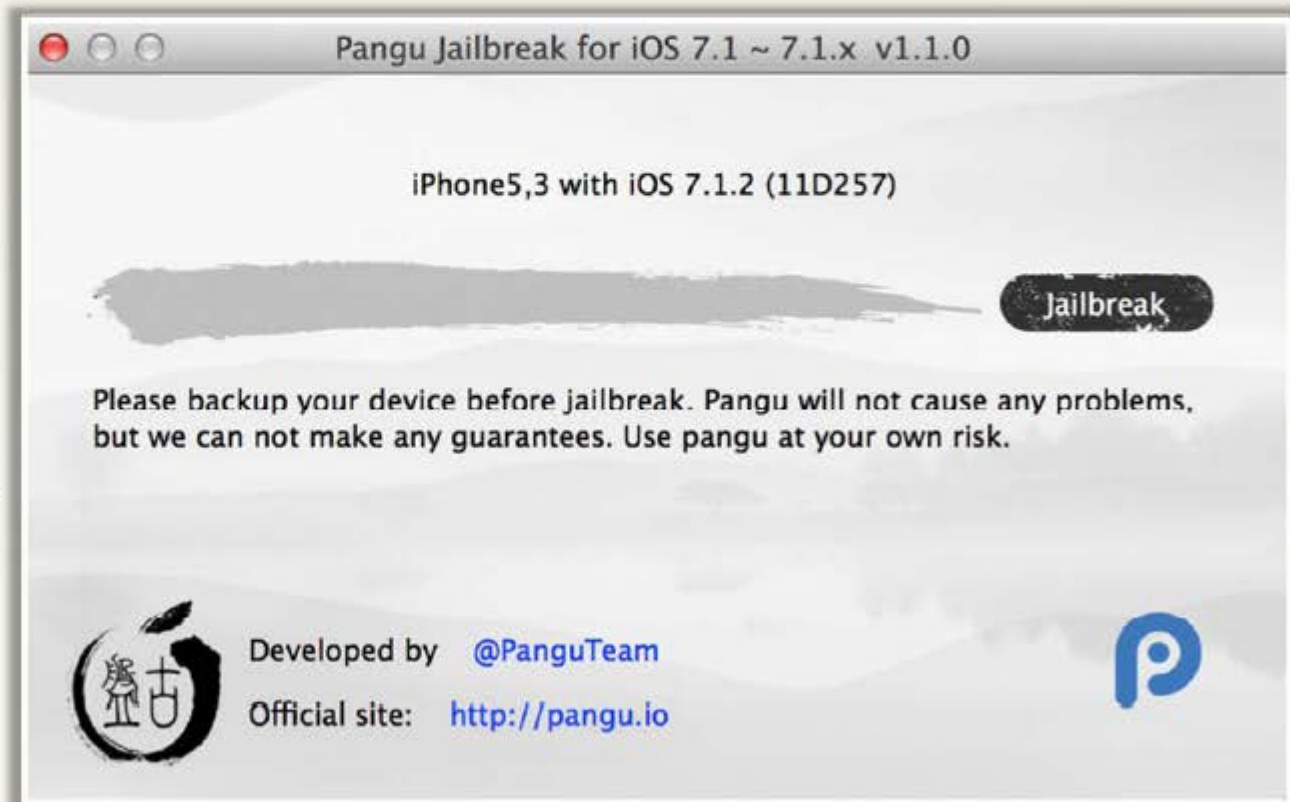 Pangu Jailbreak for iOS 7.1 ~ 7.1.x v1.1.0
iPhone5,3 with iOS 7.1.2 (11D257)
Jailbreak
Please backup your device before jailbreak. Pangu will not cause any problems,
but we can not make any guarantees. Use pangu at your own risk.
Developed by @PanguTeam
Official site: http://pangu.io